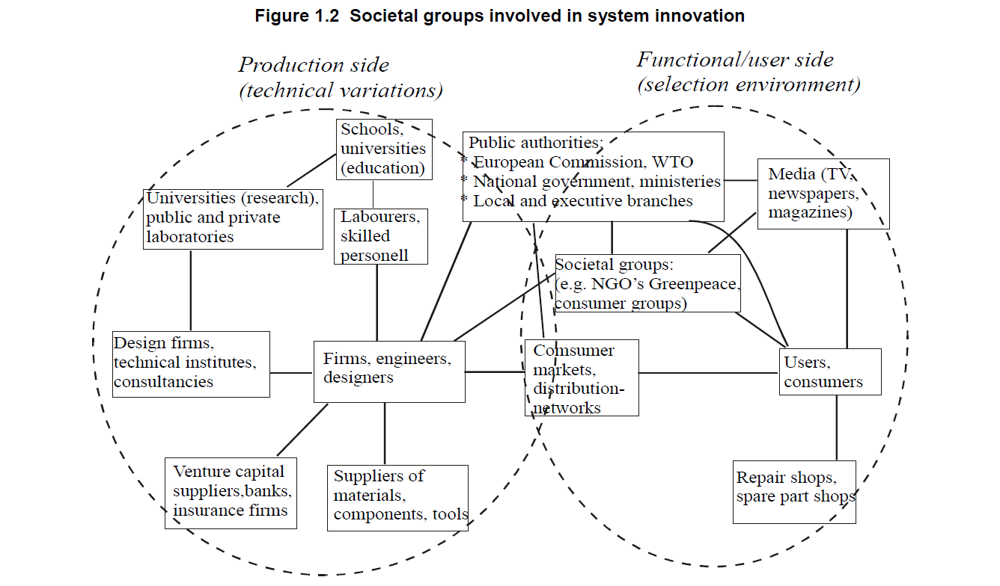 Figure 1.2 Societal groups involved in system innovation
Production side
(technical variations)
Functional/user side
(selection environment)
Schools,
universities
(education)
Public authorities;
* European Commission, WTO
* National government, ministeries
* Local and executive branches
Media (TV,
newspapers,
magazines)
Universities (research),
public and private
laboratories
Labourers,
skilled
personell
Societal groups:
(e.g. NGO's Greenpeace,
consumer groups)
Design firms,
technical institutes,
consultancies
Firms, engineers,
designers
Comsumer
markets,
distribution-
networks
Users,
consumers
Venture capital
suppliers,banks,
insurance firms
Suppliers of
materials,
components, tools
Repair shops,
spare part shops